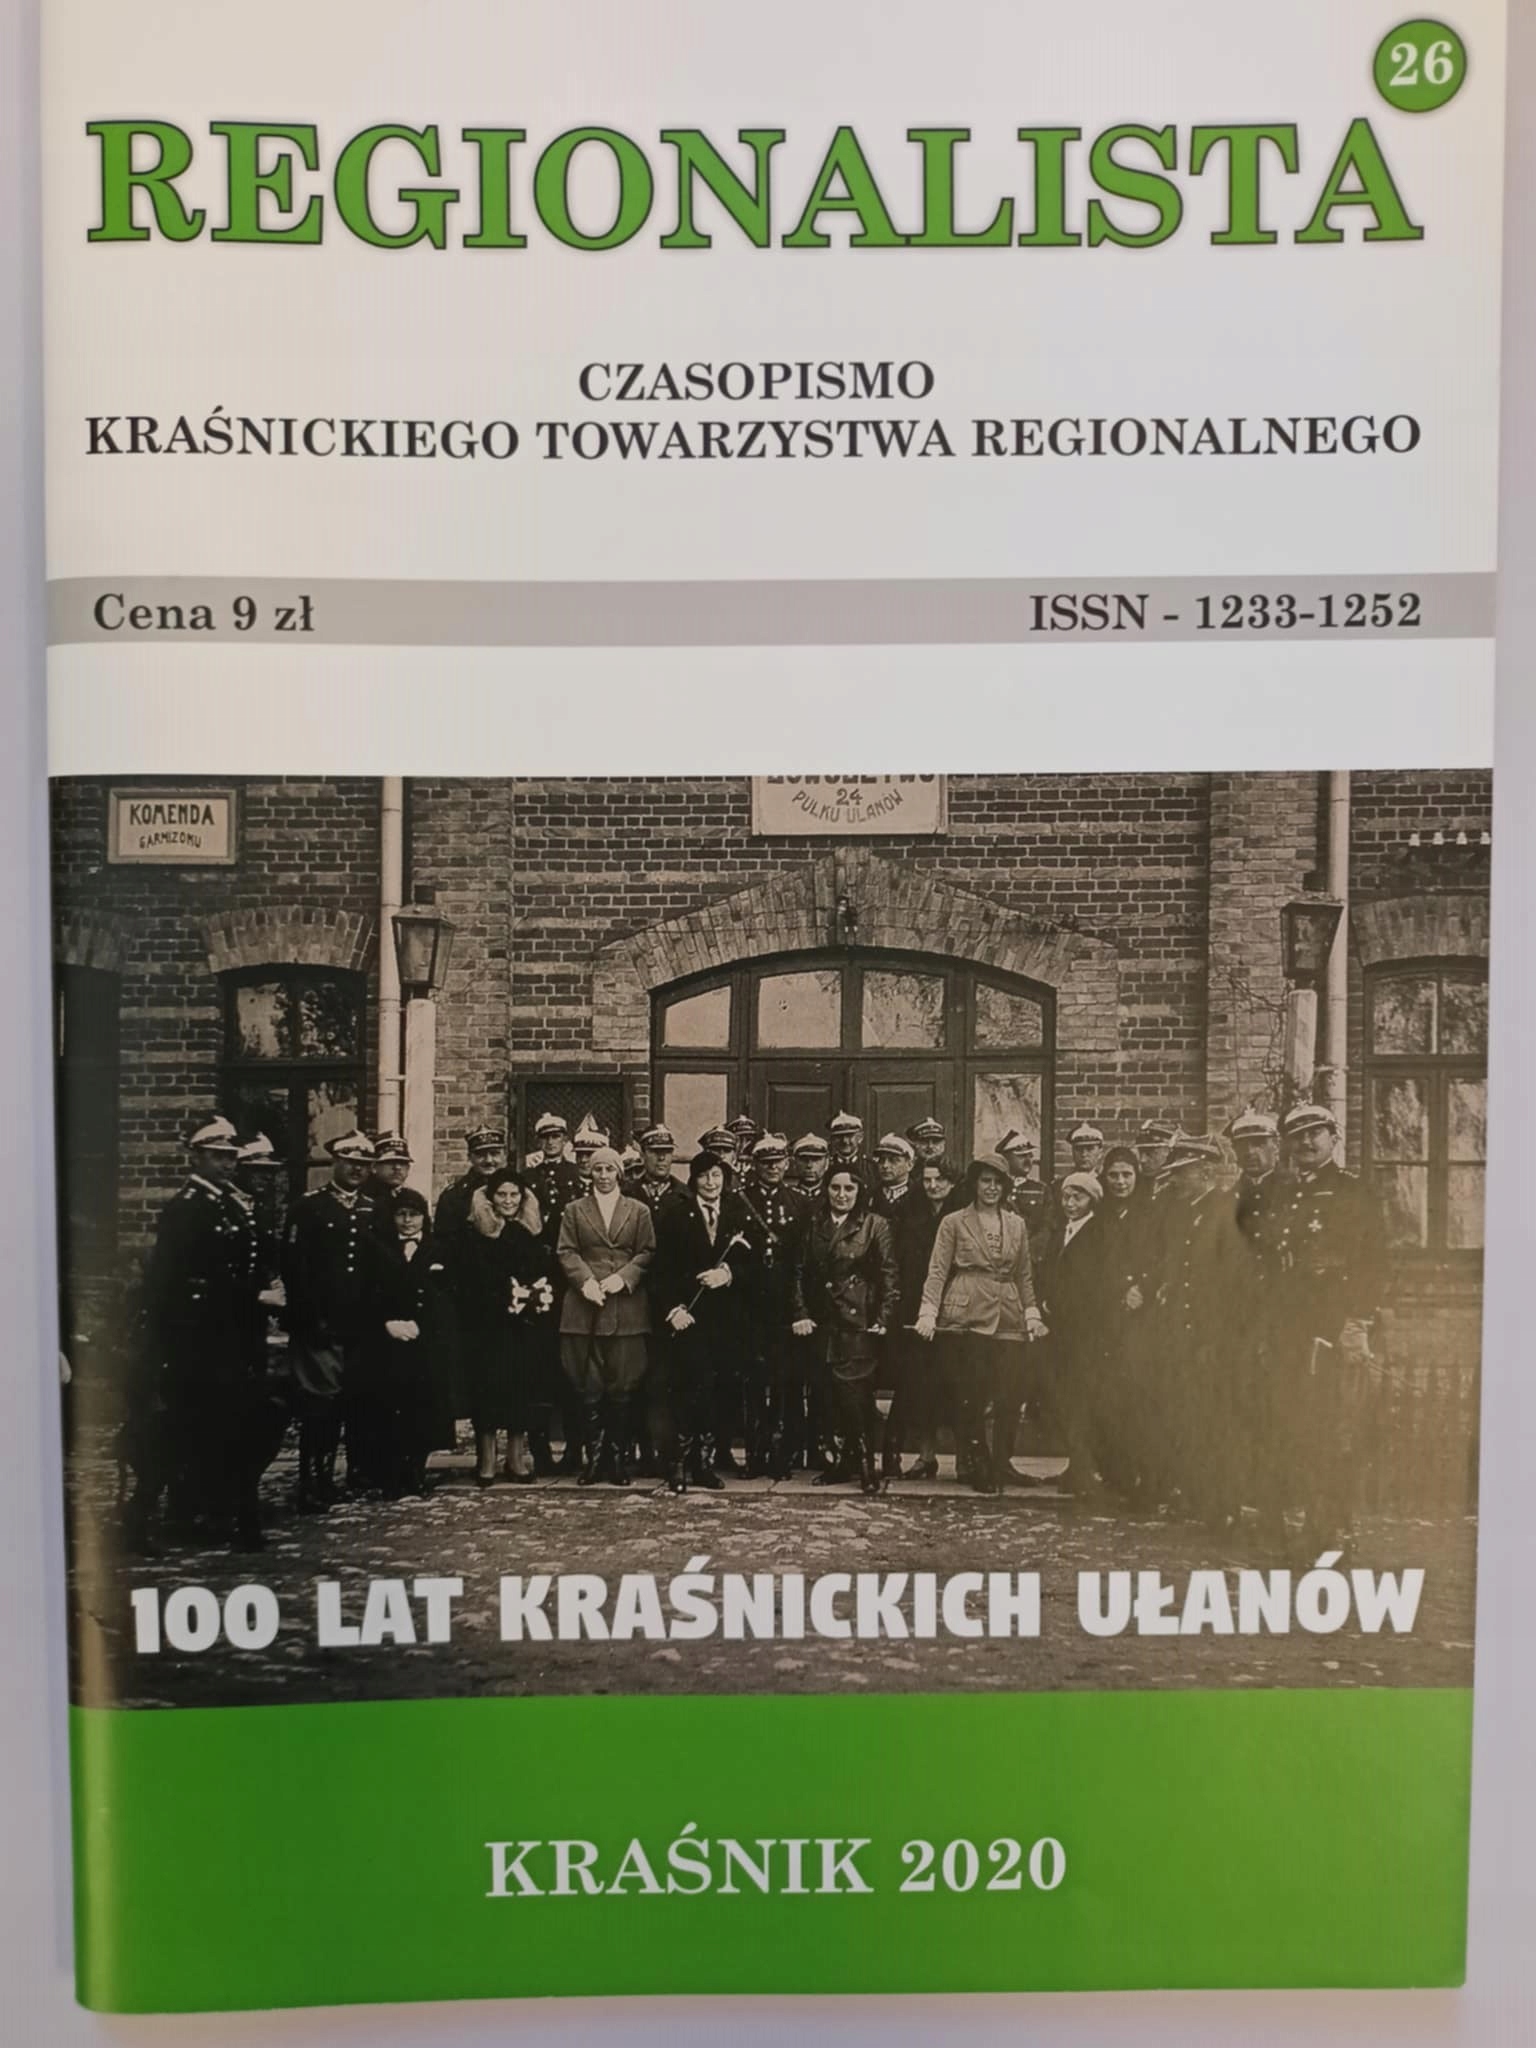 26
REGIONALISTA
CZASOPISMO
KRAŚNICKIEGO TOWARZYSTWA REGIONALNEGO
Cena 9 zł
ISSN - 1233-1252
KOMENDA
GARNIZONU
24
PUŁKU UŁANÓW
100 LAT KRAŚNICKICH UŁANÓW
KRAŚNIK 2020